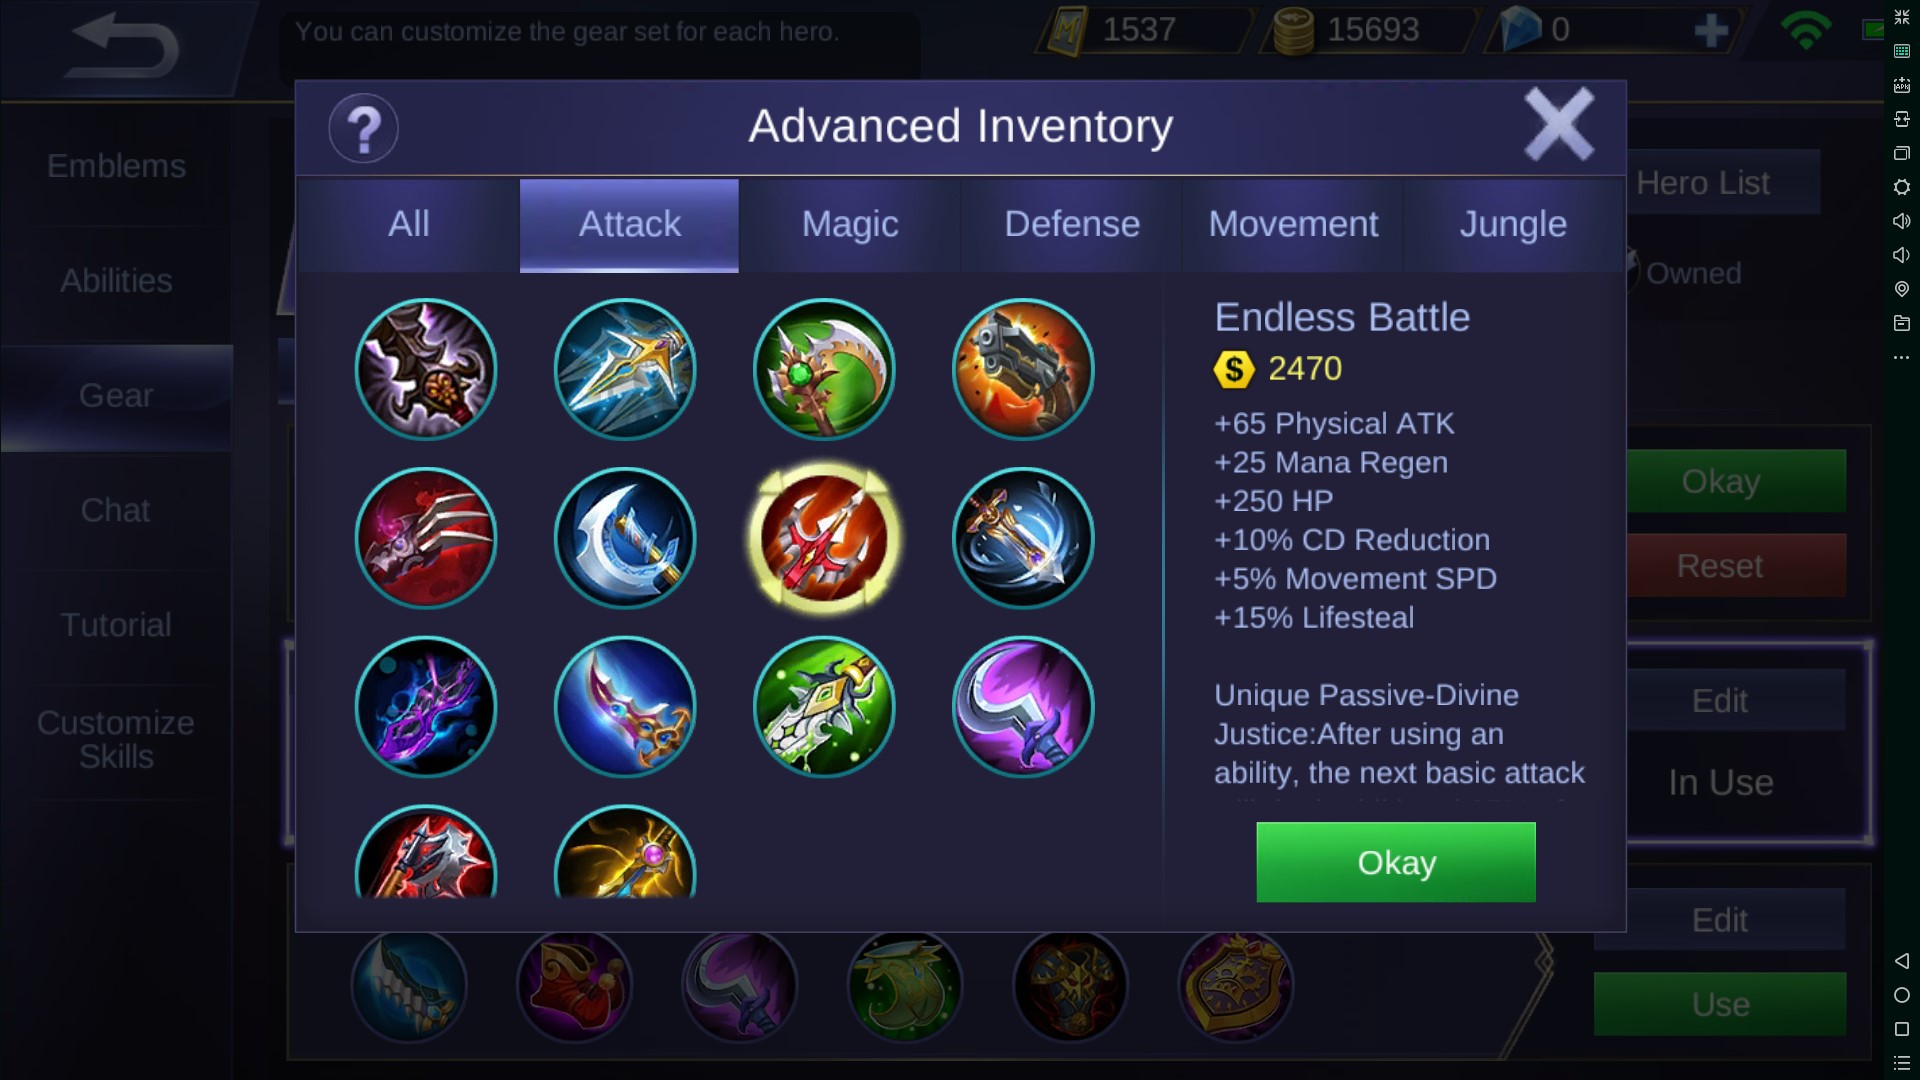 You can customize the gear set for each hero.
1537
15693
0
Advanced Inventory
Emblems
Abilities
Gear
Chat
Tutorial
Customize
Skills
All
Attack
Magic
Defense
Movement
Jungle
Hero List
Owned
Endless Battle
2470
+65 Physical ATK
+25 Mana Regen
+250 HP
+10% CD Reduction
+5% Movement SPD
+15% Lifesteal
Unique Passive-Divine
Justice:After using an
ability, the next basic attack
Okay
Okay
Reset
Edit
In Use
Edit
Use